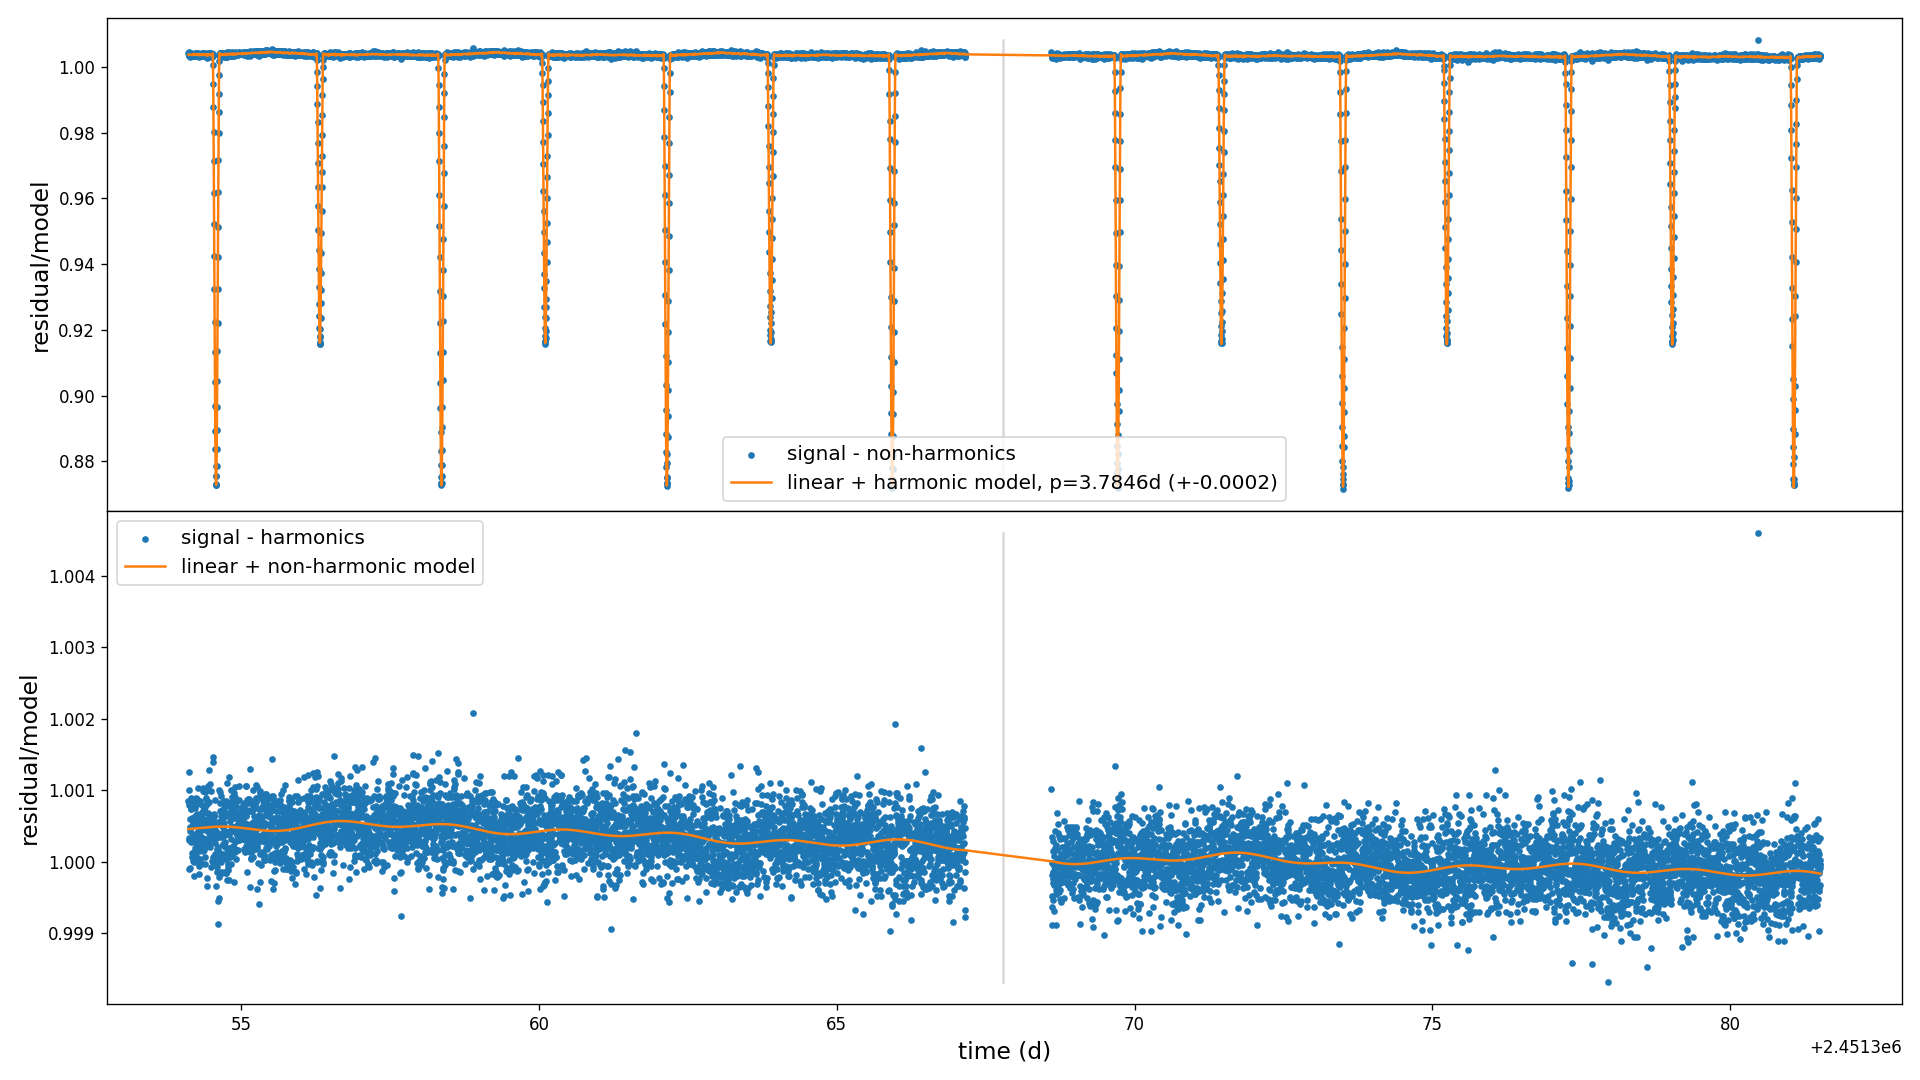 1.00
0.98
0.96
0.94
0.92
0.90
0.88
residual/model
signal - non-harmonics
linear + harmonic model, p=3.7846d (+-0.0002)
signal - harmonics
linear + non-harmonic model
1.004
1.003
1.002
1.001
1.000
0.999
residual/model
55 60 65 70 75 80
time (d)
+2.4513e6